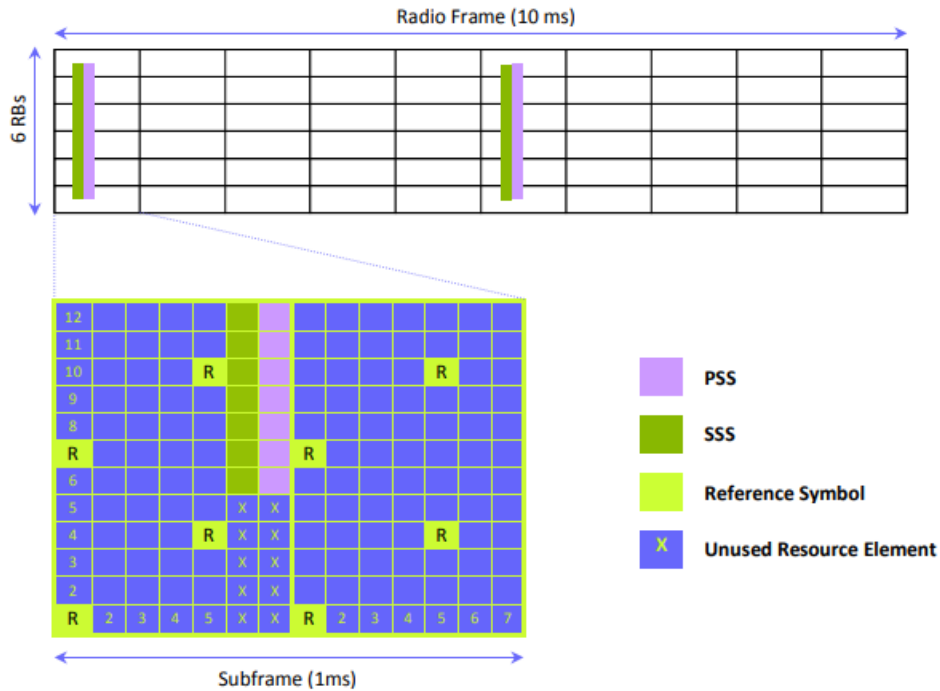 Radio Frame (10 ms)
6 RBs
12
11
10 R R
9
8
R R
6
5 X X
4 R X X R
3 X X
2 X X
R 2 3 4 5 X X R 2 3 4 5 6 7
Subframe (1ms)
PSS
SSS
Reference Symbol
X Unused Resource Element